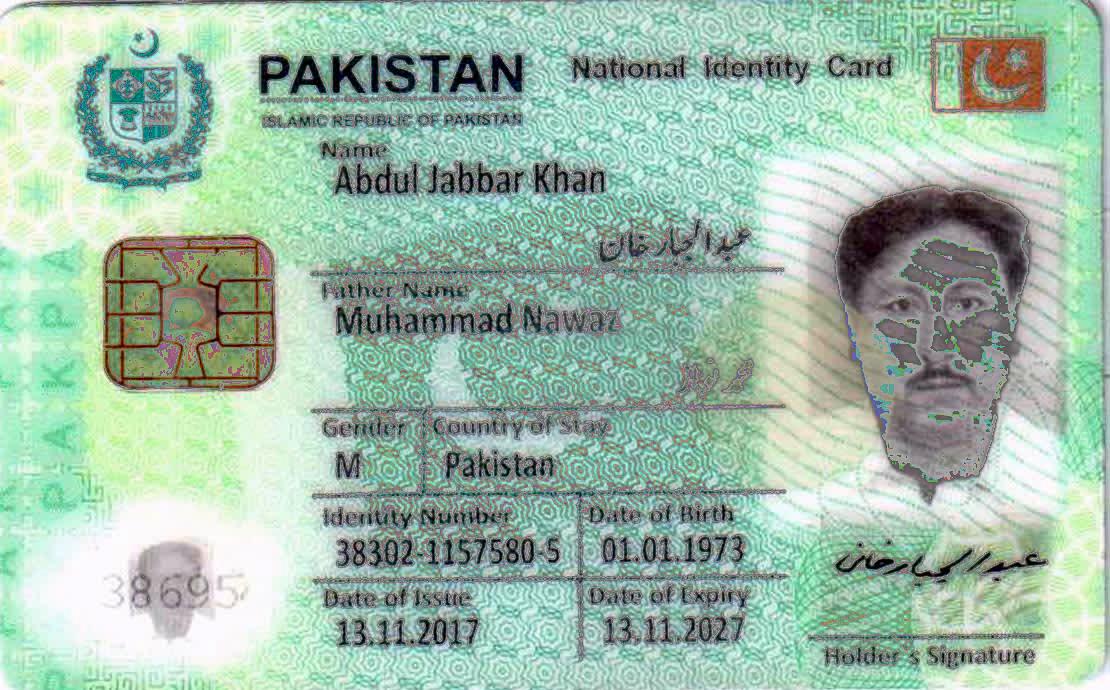 PAKISTAN National Identity Card
ISLAMIC REPUBLIC OF PAKISTAN
Name
Abdul Jabbar Khan
عبدالجبار خان
Father Name
Muhammad Nawaz
محمد نواز
Gender Country of Stay
M Pakistan
Identity Number Date of Birth
38302-1157580-5 01.01.1973
Date of Issue Date of Expiry
13.11.2017 13.11.2027
38695
عبدالجبار خان
Holder's Signature